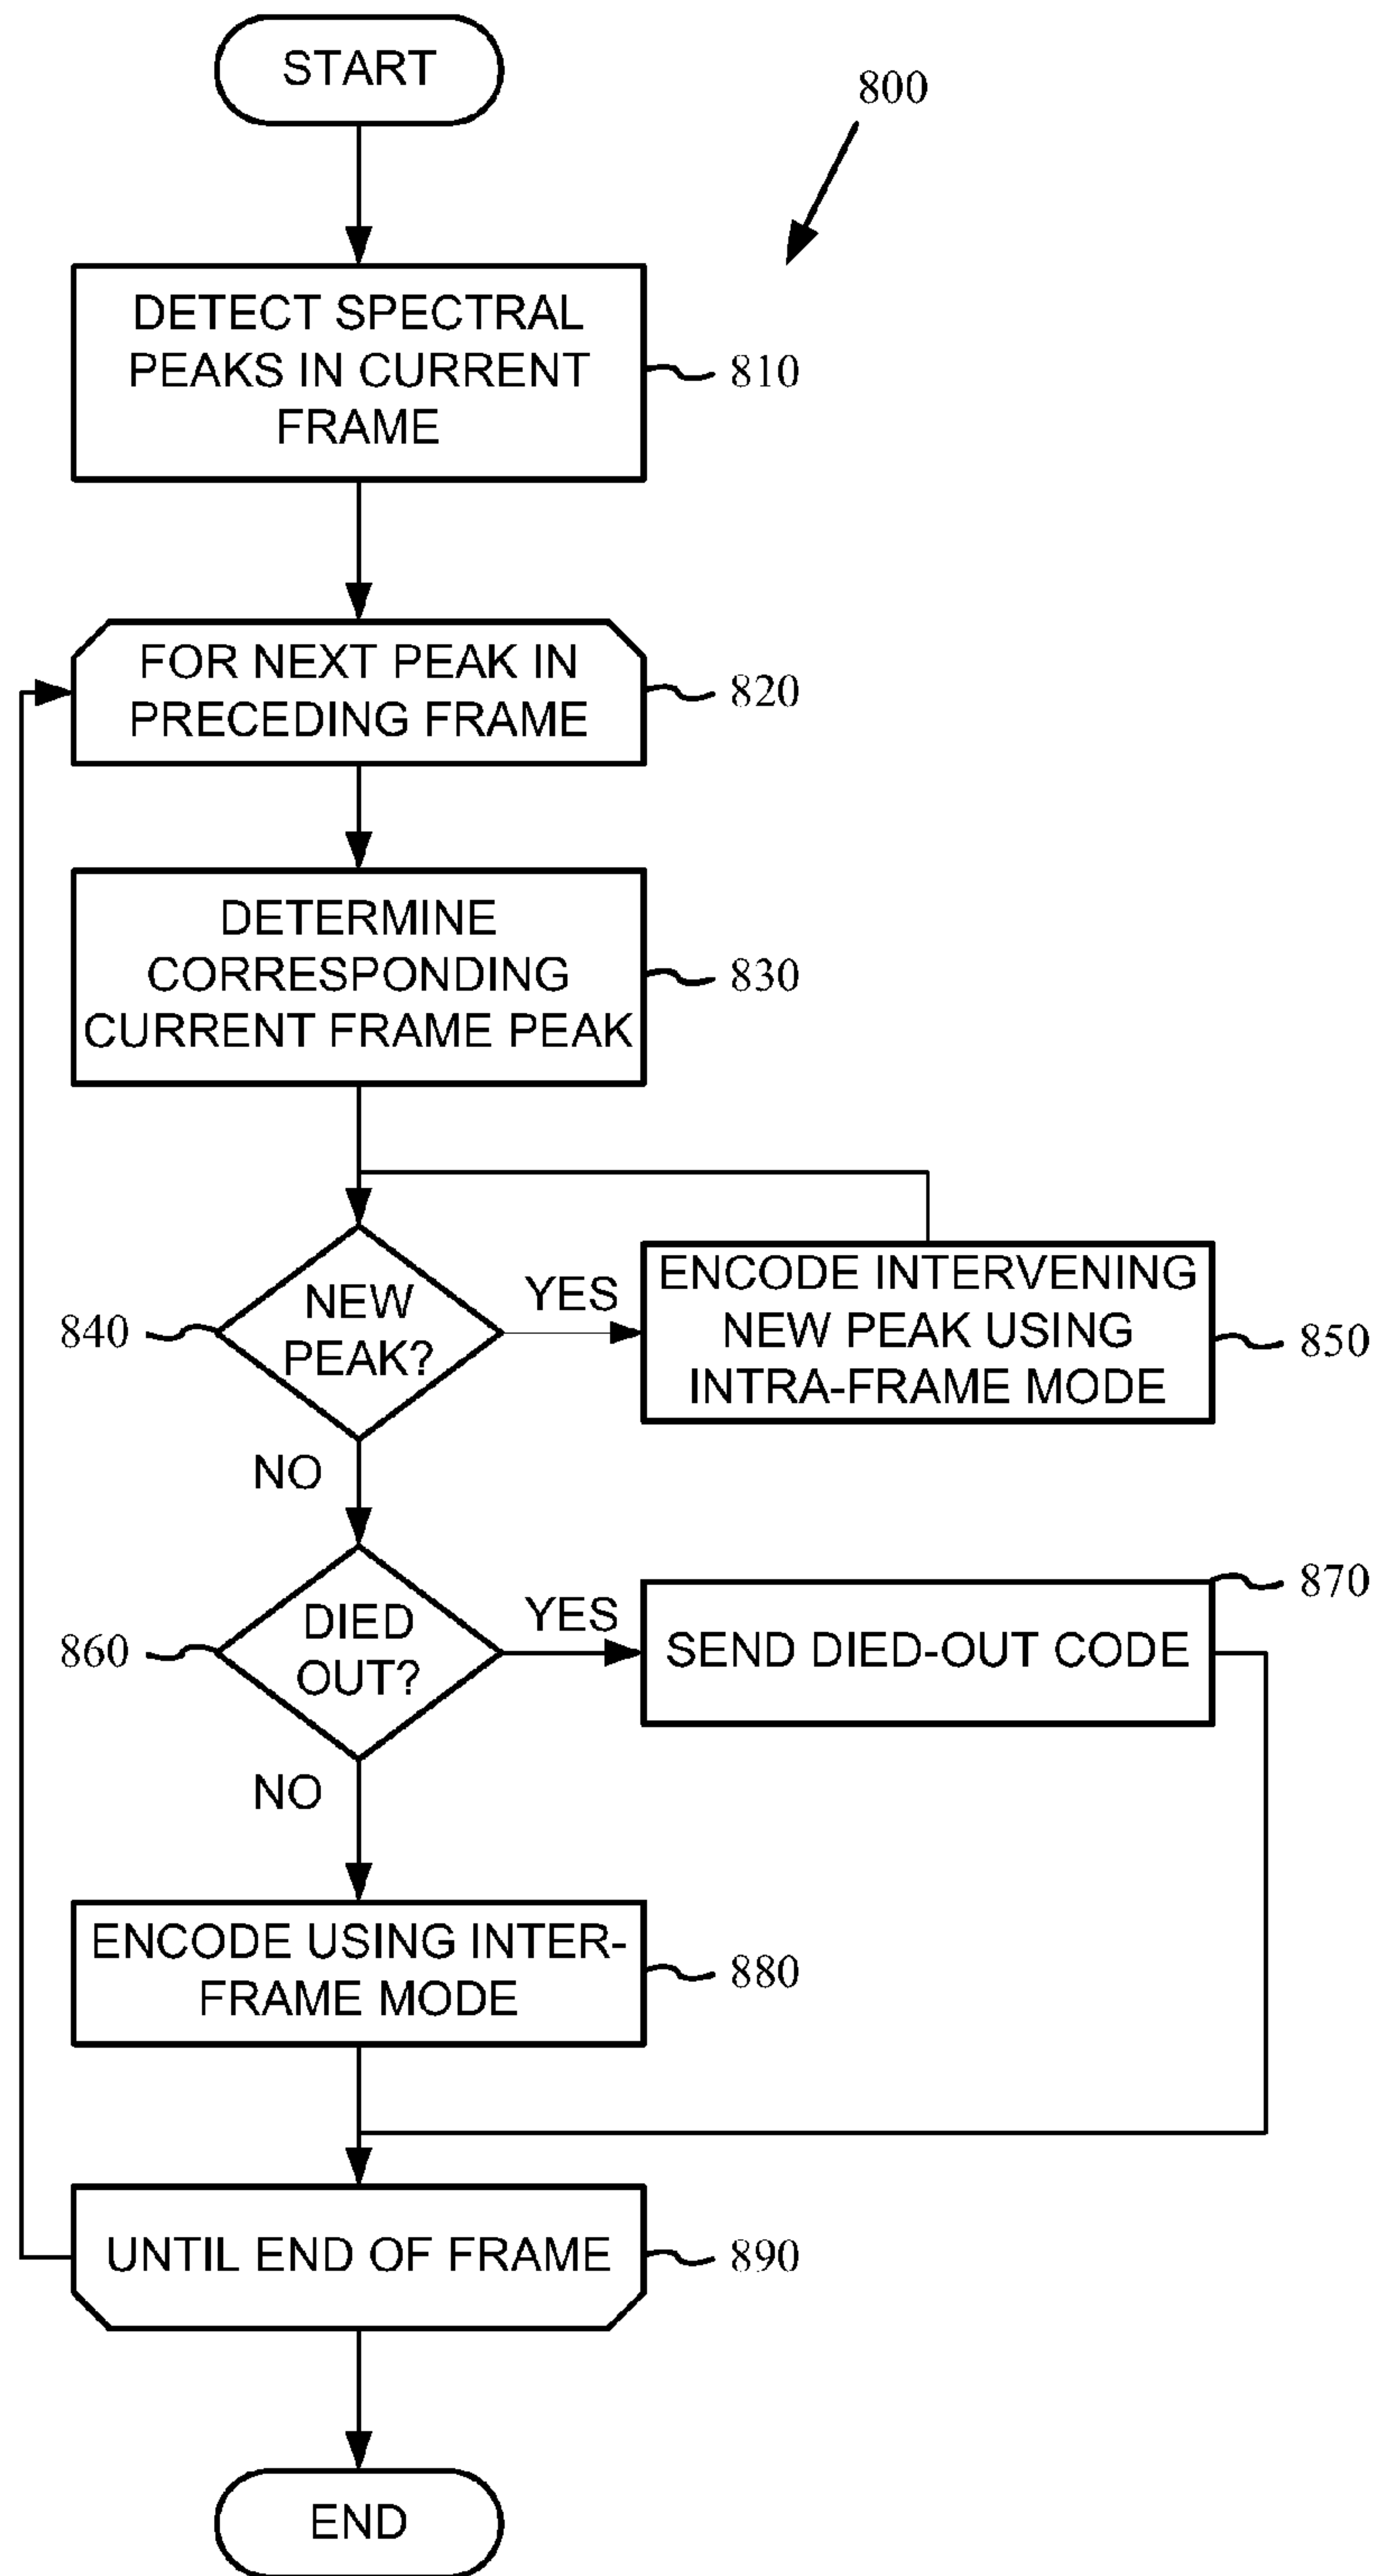 START
800
DETECT SPECTRAL
PEAKS IN CURRENT
FRAME
810
FOR NEXT PEAK IN
PRECEDING FRAME
820
DETERMINE
CORRESPONDING
CURRENT FRAME PEAK
830
840
NEW
PEAK?
YES
ENCODE INTERVENING
NEW PEAK USING
INTRA-FRAME MODE
850
NO
860
DIED
OUT?
YES
SEND DIED-OUT CODE
870
NO
ENCODE USING INTER-
FRAME MODE
880
UNTIL END OF FRAME
890
END